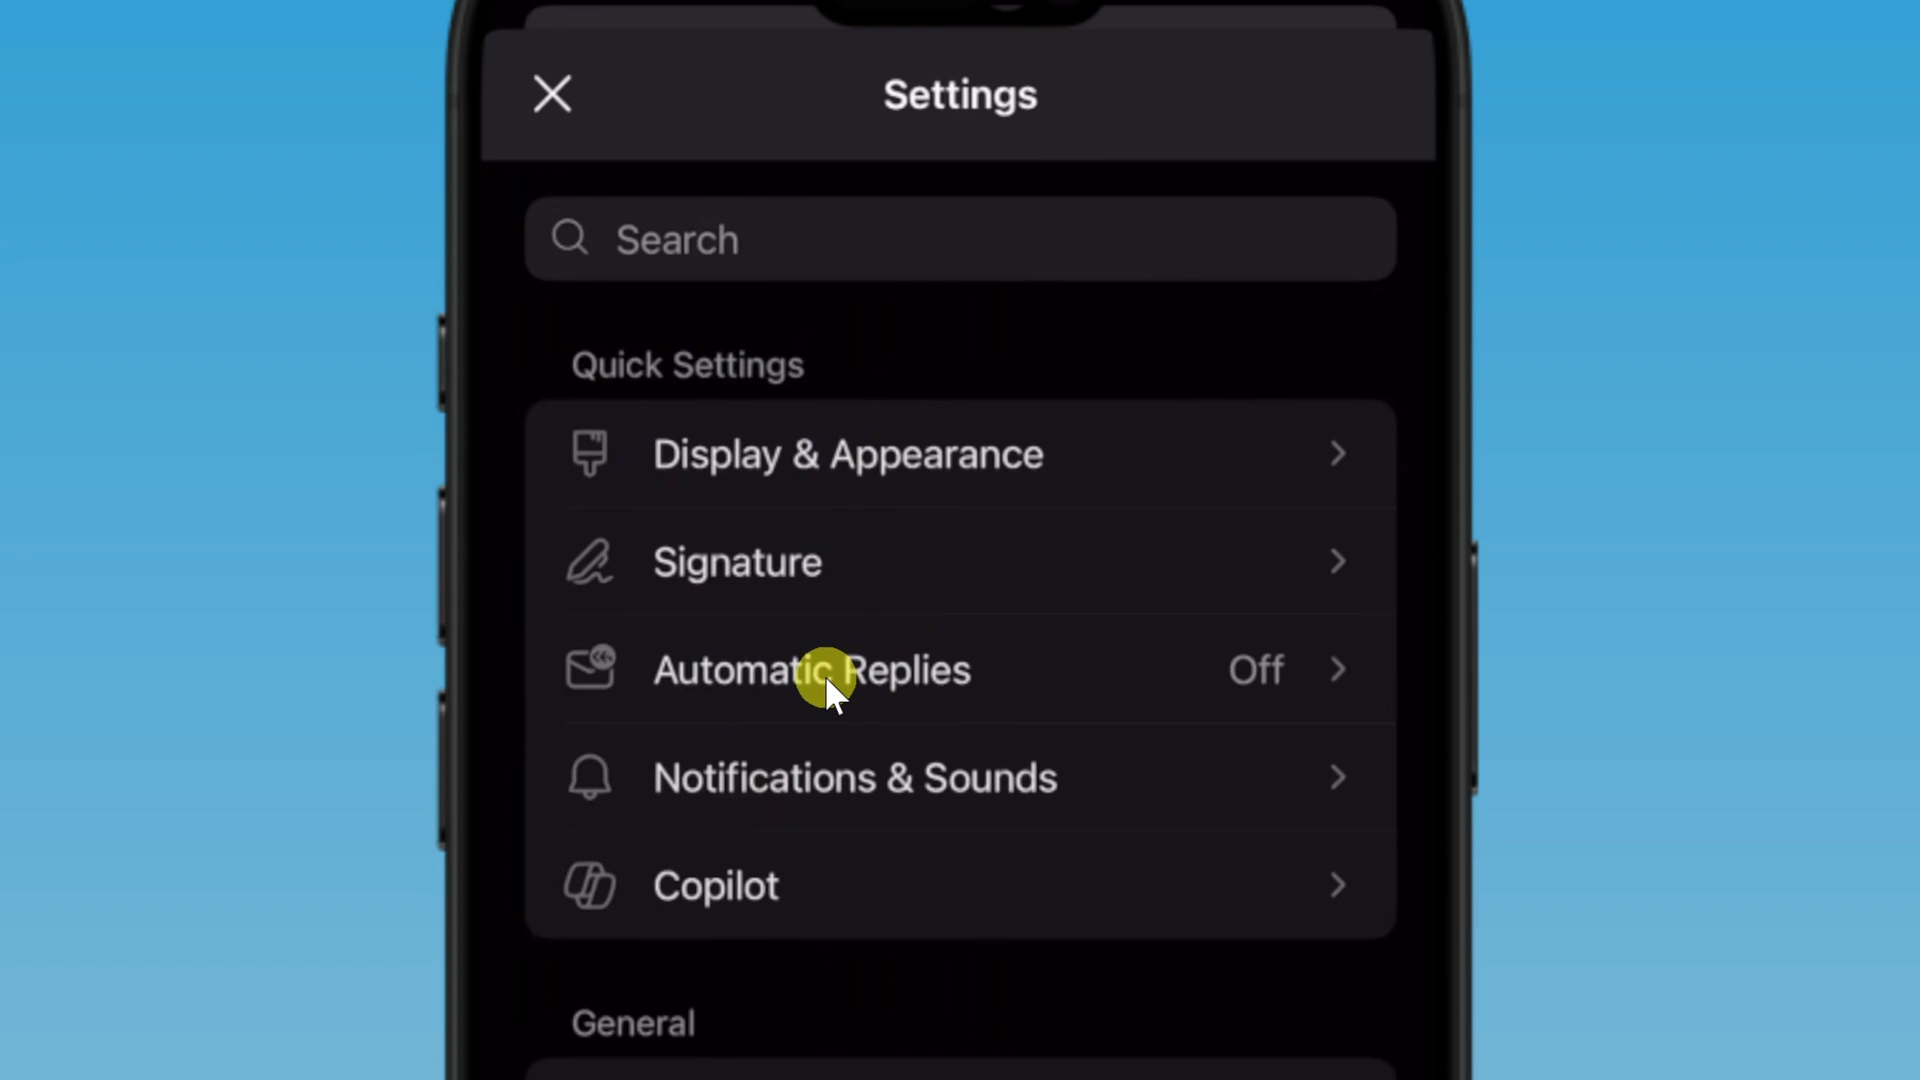 Settings
Search
Quick Settings
Display & Appearance
Signature
Automatic Replies Off
Notifications & Sounds
Copilot
General